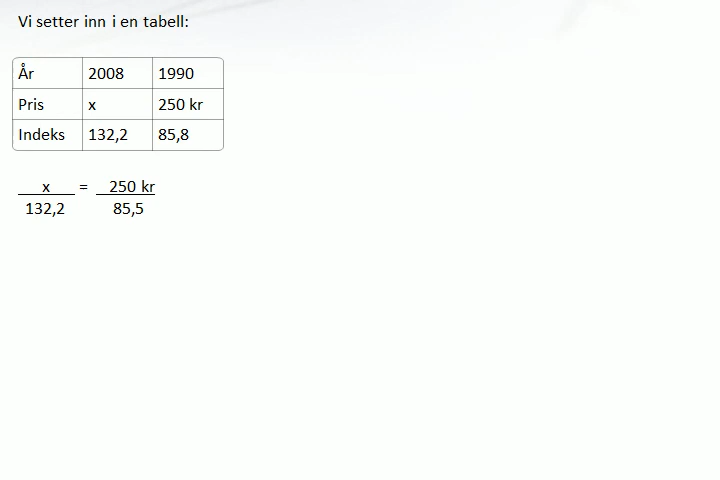 Vi setter inn i en tabell:
År 2008 1990
Pris x 250 kr
Indeks 132,2 85,8
x = 250 kr
132,2 85,5